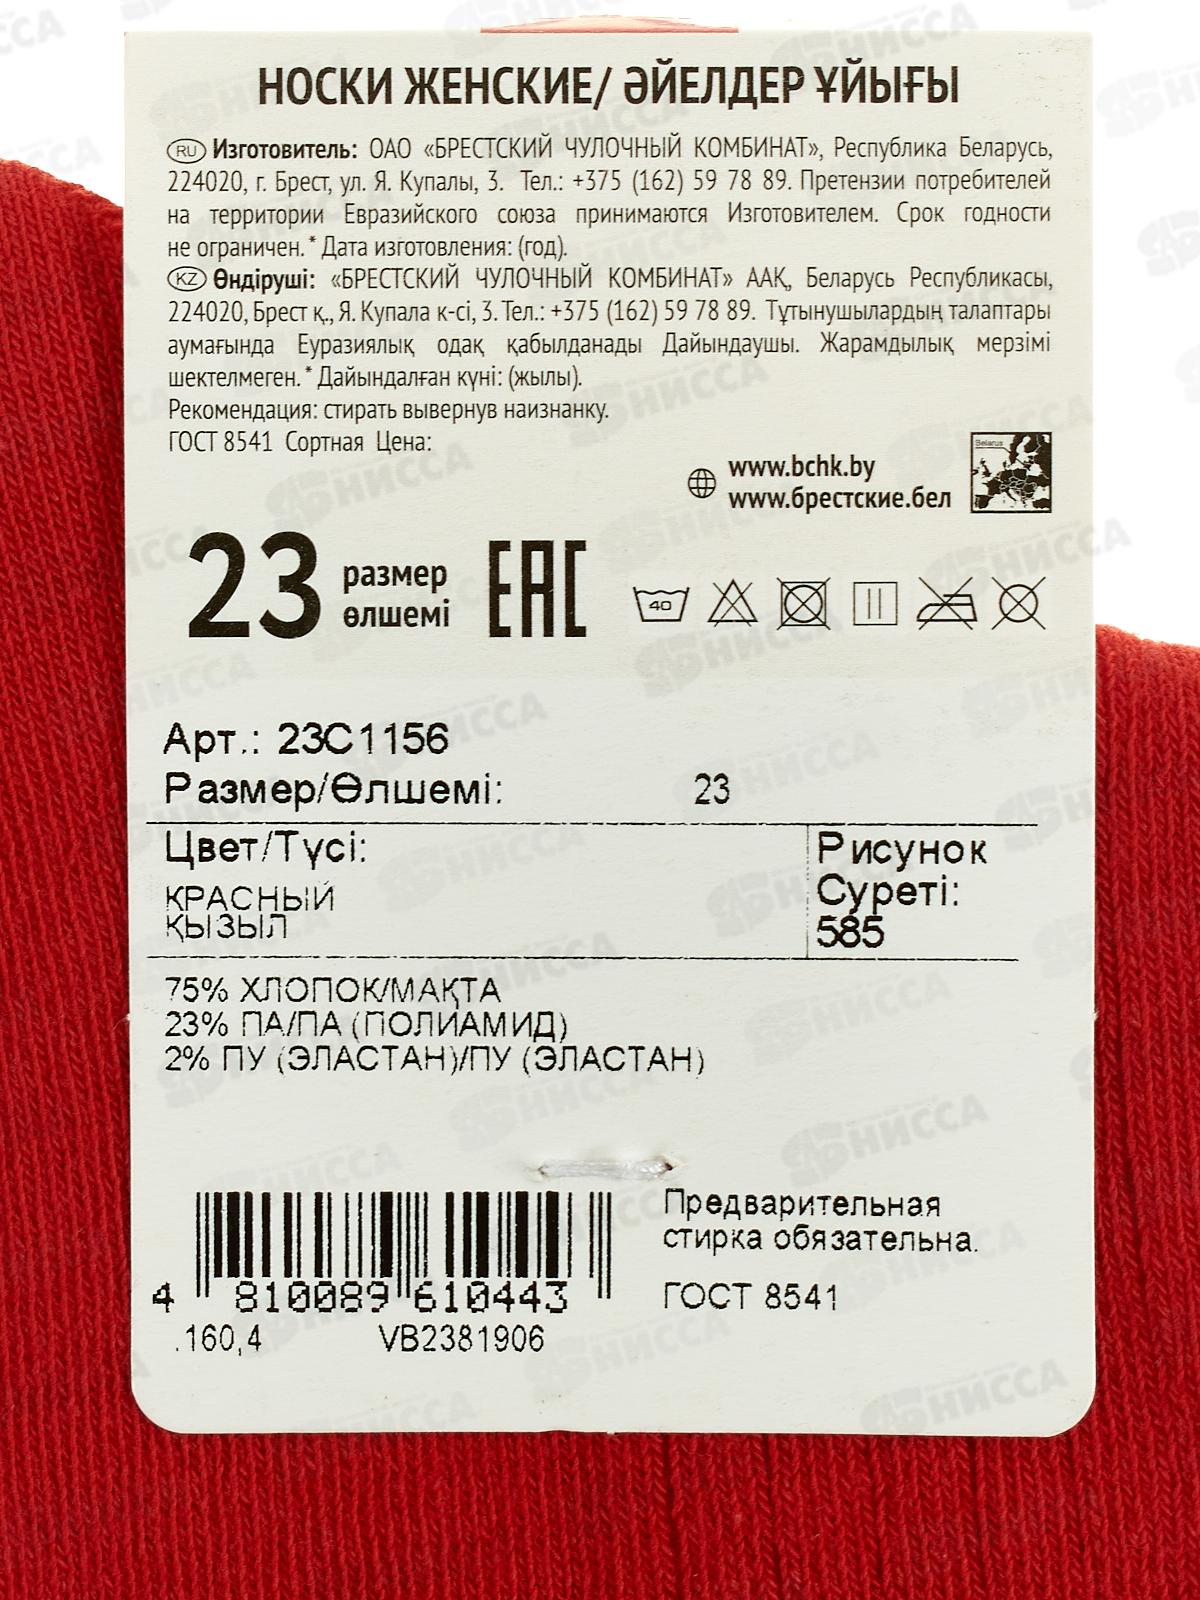 НОСКИ ЖЕНСКИЕ/ ӘЙЕЛДЕР ҰЙЫҒЫ
RU Изготовитель: ОАО «БРЕСТСКИЙ ЧУЛОЧНЫЙ КОМБИНАТ», Республика Беларусь,
224020, г. Брест, ул. Я. Купалы, 3. Тел.: +375 (162) 59 78 89. Претензии потребителей
на территории Евразийского союза принимаются Изготовителем. Срок годности
не ограничен. * Дата изготовления: (год).
KZ Өндіруші: «БРЕСТСКИЙ ЧУЛОЧНЫЙ КОМБИНАТ» ААҚ, Беларусь Республикасы,
224020, Брест қ., Я. Купала к-сі, 3. Тел.: +375 (162) 59 78 89. Тұтынушылардың талаптары
аумағында Еуразиялық одақ қабылданады Дайындаушы. Жарамдылық мерзімі
шектелмеген. * Дайындалған күні: (жылы).
Рекомендация: стирать вывернув наизнанку.
ГОСТ 8541 Сортная Цена:
www.bchk.by
www.брестские.бел
Belarus
23 размер
өлшемі
EAC
40
Арт.: 23С1156
Размер/Өлшемі: 23
Цвет/Түсі:
КРАСНЫЙ
ҚЫЗЫЛ
Рисунок
Суреті:
585
75% ХЛОПОК/МАҚТА
23% ПА/ПА (ПОЛИАМИД)
2% ПУ (ЭЛАСТАН)/ПУ (ЭЛАСТАН)
4 810089 610443
.160,4 VB2381906
Предварительная
стирка обязательна.
ГОСТ 8541
НИССА